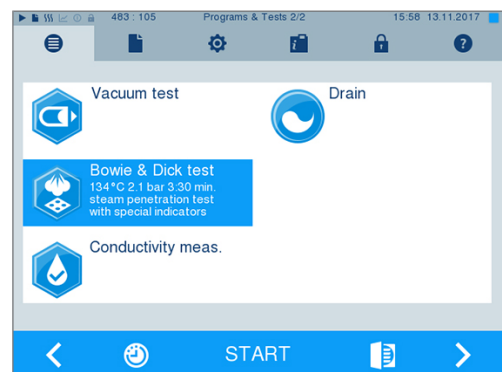 483 : 105 Programs & Tests 2/2 15:58 13.11.2017
Vacuum test
Drain
Bowie & Dick test
134°C 2.1 bar 3:30 min.
steam penetration test
with special indicators
Conductivity meas.
START